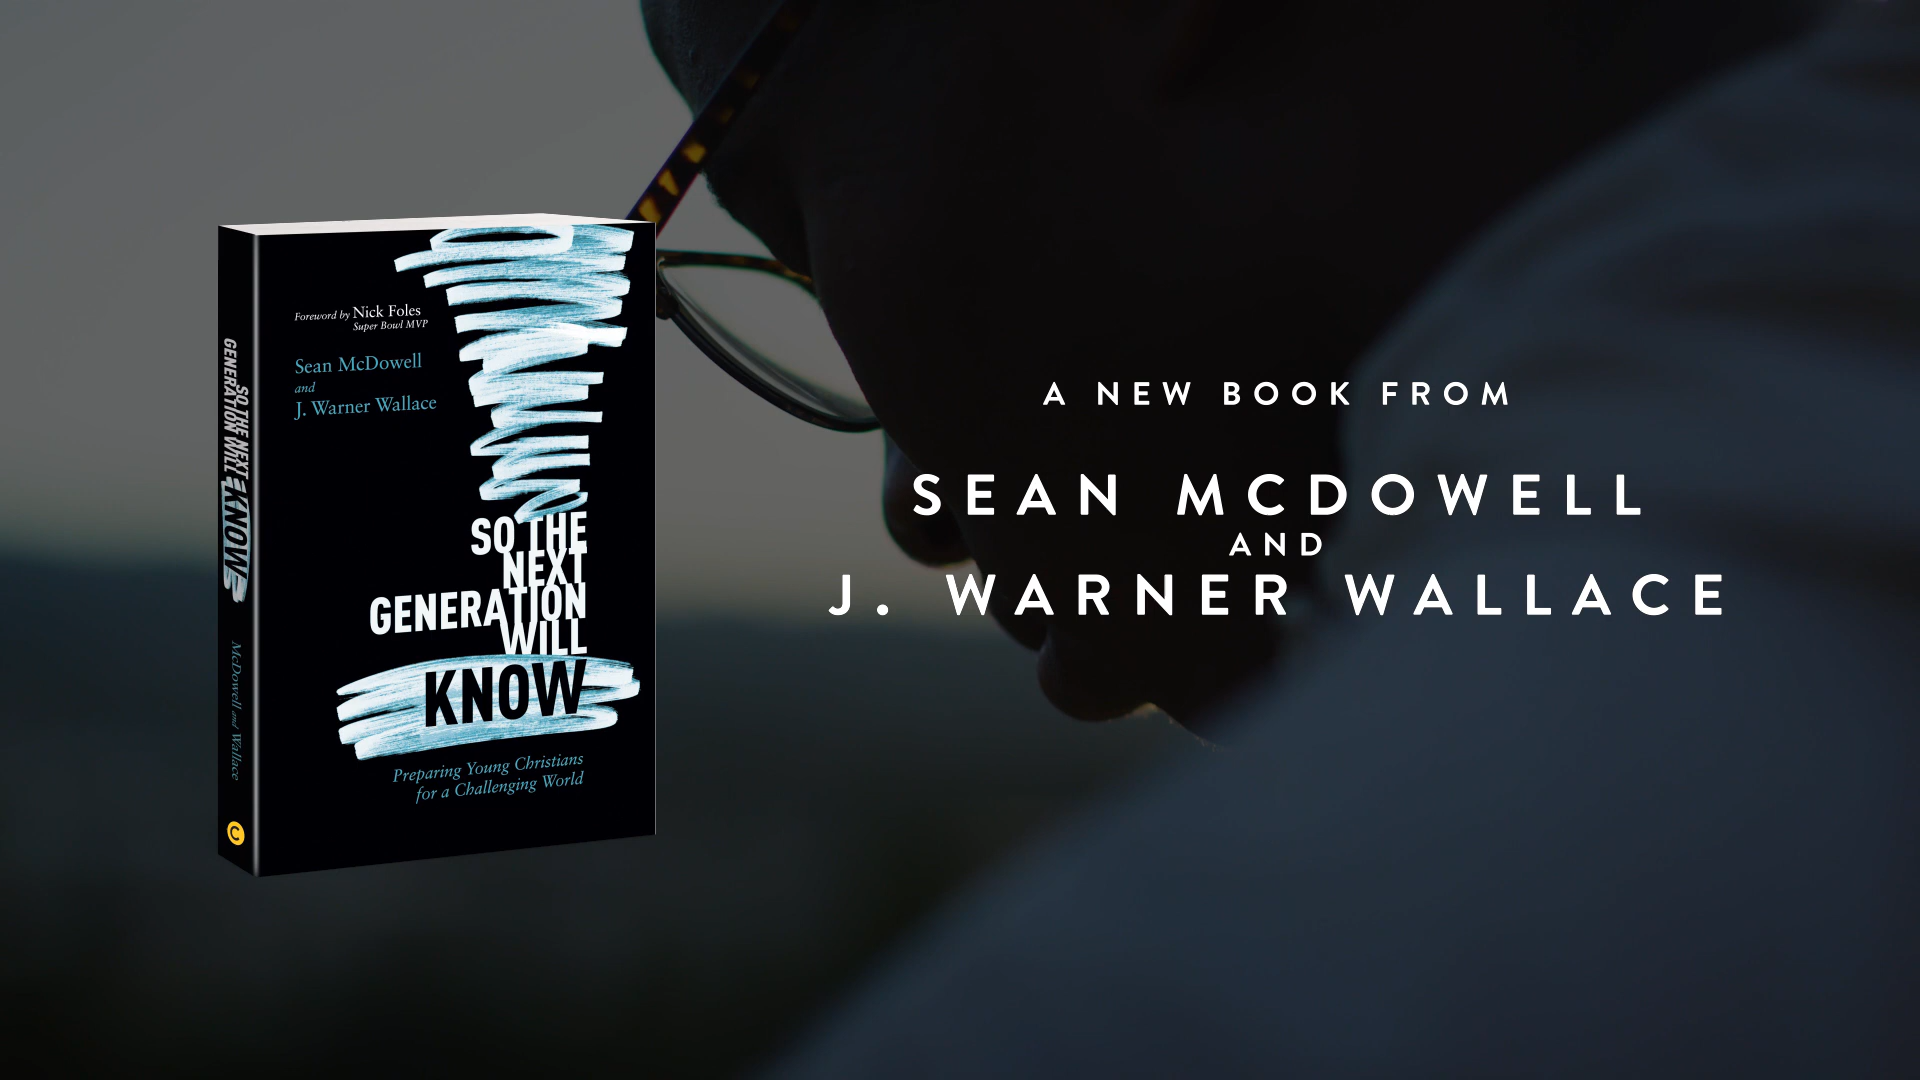 Foreword by Nick Foles
Super Bowl MVP
Sean McDowell
and
J. Warner Wallace
SO THE
NEXT
GENERATION
WILL
KNOW
Preparing Young Christians
for a Challenging World
SO THE NEXT
GENERATION WILL
KNOW
McDowell and Wallace
C
A NEW BOOK FROM
SEAN MCDOWELL
AND
J. WARNER WALLACE